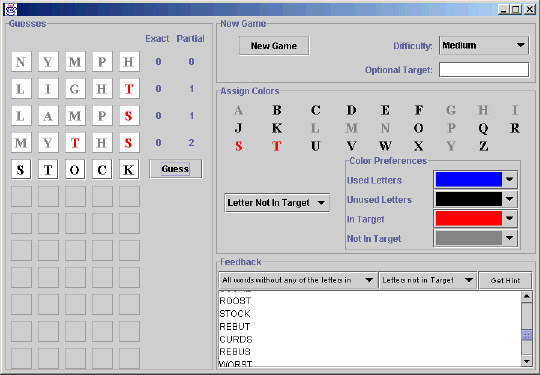 Guesses
Exact Partial
N Y M P H 0 0
L I G H T 0 1
L A M P S 0 1
M Y T H S 0 2
S T O C K Guess
New Game
New Game
Difficulty: Medium
Optional Target:
Assign Colors
A B C D E F G H I
J K L M N O P Q R
S T U V W X Y Z
Letter Not In Target
Color Preferences
Used Letters
Unused Letters
In Target
Not In Target
Feedback
All words without any of the letters in
Letters not in Target
Get Hint
ROOST
STOCK
REBUT
CURDS
REBUS
WORST